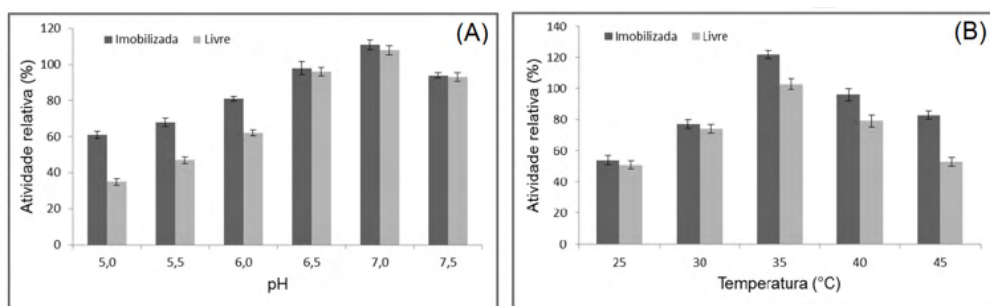 (A)
Imobilizada Livre
Atividade relativa (%)
120
100
80
60
40
20
0
5,0 5,5 6,0 6,5 7,0 7,5
pH
(B)
Imobilizada Livre
Atividade relativa (%)
140
120
100
80
60
40
20
0
25 30 35 40 45
Temperatura (°C)